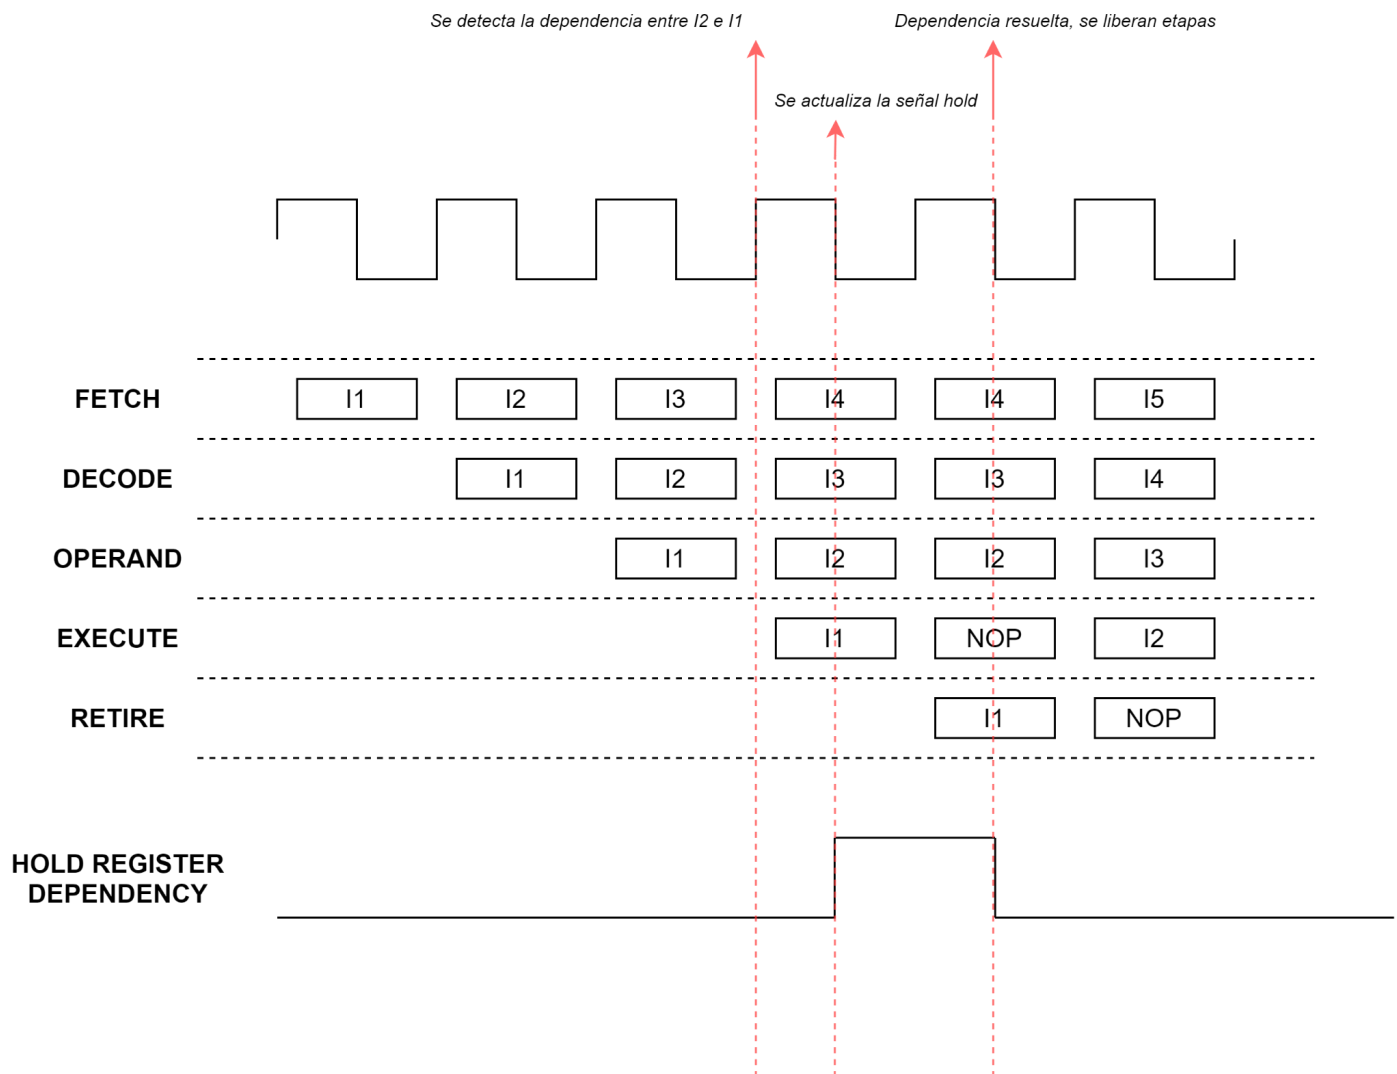 Se detecta la dependencia entre I2 e I1
Dependencia resuelta, se liberan etapas
Se actualiza la señal hold
FETCH I1 I2 I3 I4 I4 I5
DECODE I1 I2 I3 I3 I4
OPERAND I1 I2 I2 I3
EXECUTE I1 NOP I2
RETIRE I1 NOP
HOLD REGISTER
DEPENDENCY